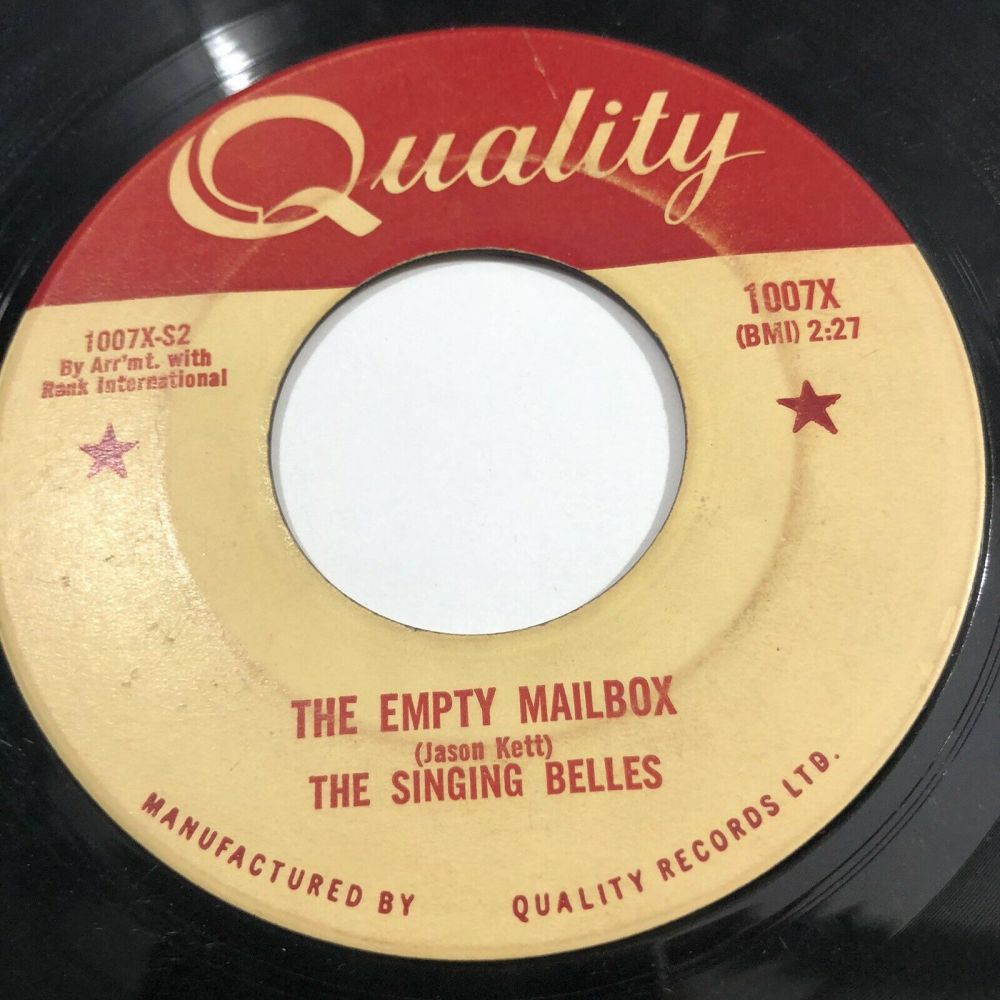 Quality
1007X-S2
By Arr'mt. with
Rank International
1007X
(BMI) 2:27
THE EMPTY MAILBOX
(Jason Kett)
THE SINGING BELLES
MANUFACTURED BY QUALITY RECORDS LTD.